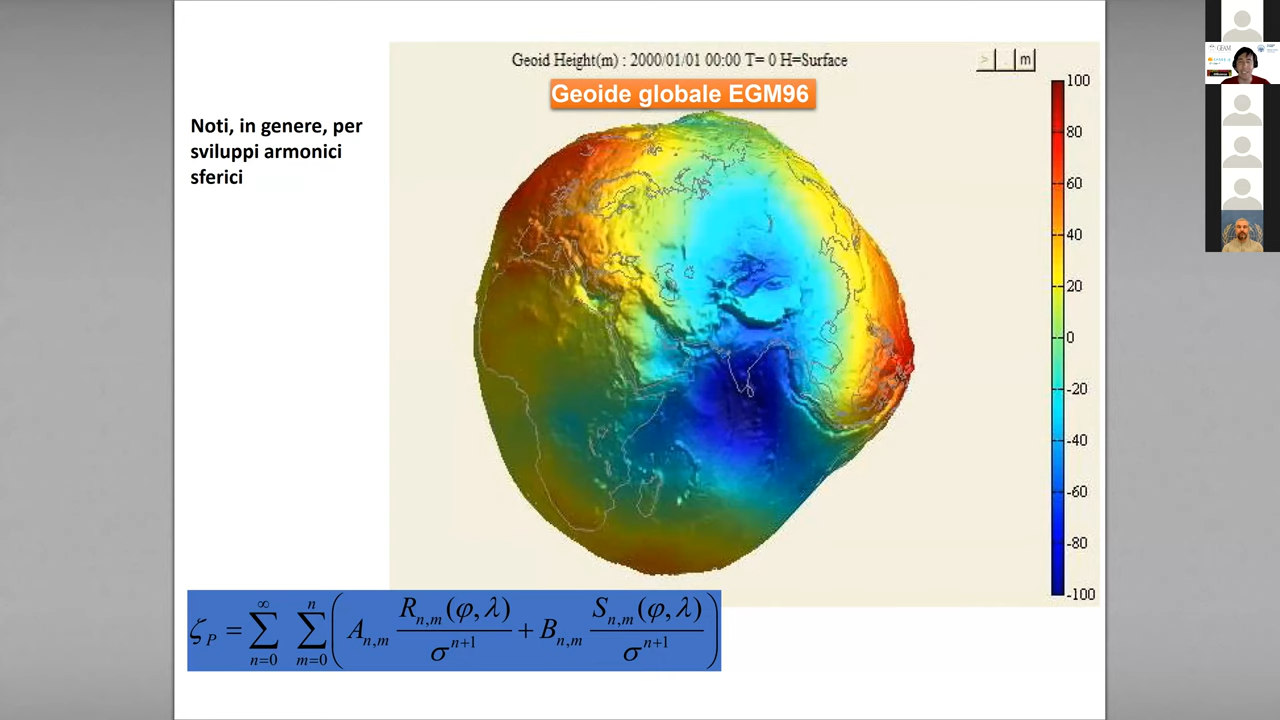 Geoid Height(m) : 2000/01/01 00:00 T= 0 H=Surface
> . m
Geoide globale EGM96
Noti, in genere, per
sviluppi armonici
sferici
100
80
60
40
20
0
-20
-40
-60
-80
-100
ζ_P = ∑_{n=0}^{∞} ∑_{m=0}^{n} ( A_{n,m} R_{n,m}(φ,λ) / σ^{n+1} + B_{n,m} S_{n,m}(φ,λ) / σ^{n+1} )
GEAM